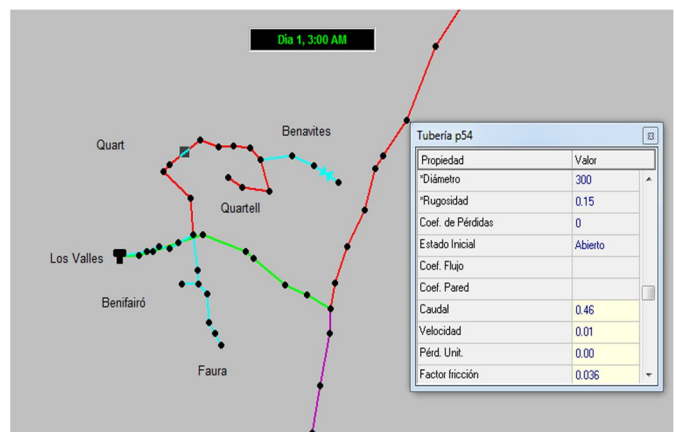 Dia 1, 3:00 AM
Benavites
Quart
Quartell
Los Valles
Benifairó
Faura
Tubería p54
Propiedad Valor
*Diámetro 300
*Rugosidad 0.15
Coef. de Pérdidas 0
Estado Inicial Abierto
Coef. Flujo
Coef. Pared
Caudal 0.46
Velocidad 0.01
Pérd. Unit. 0.00
Factor fricción 0.036